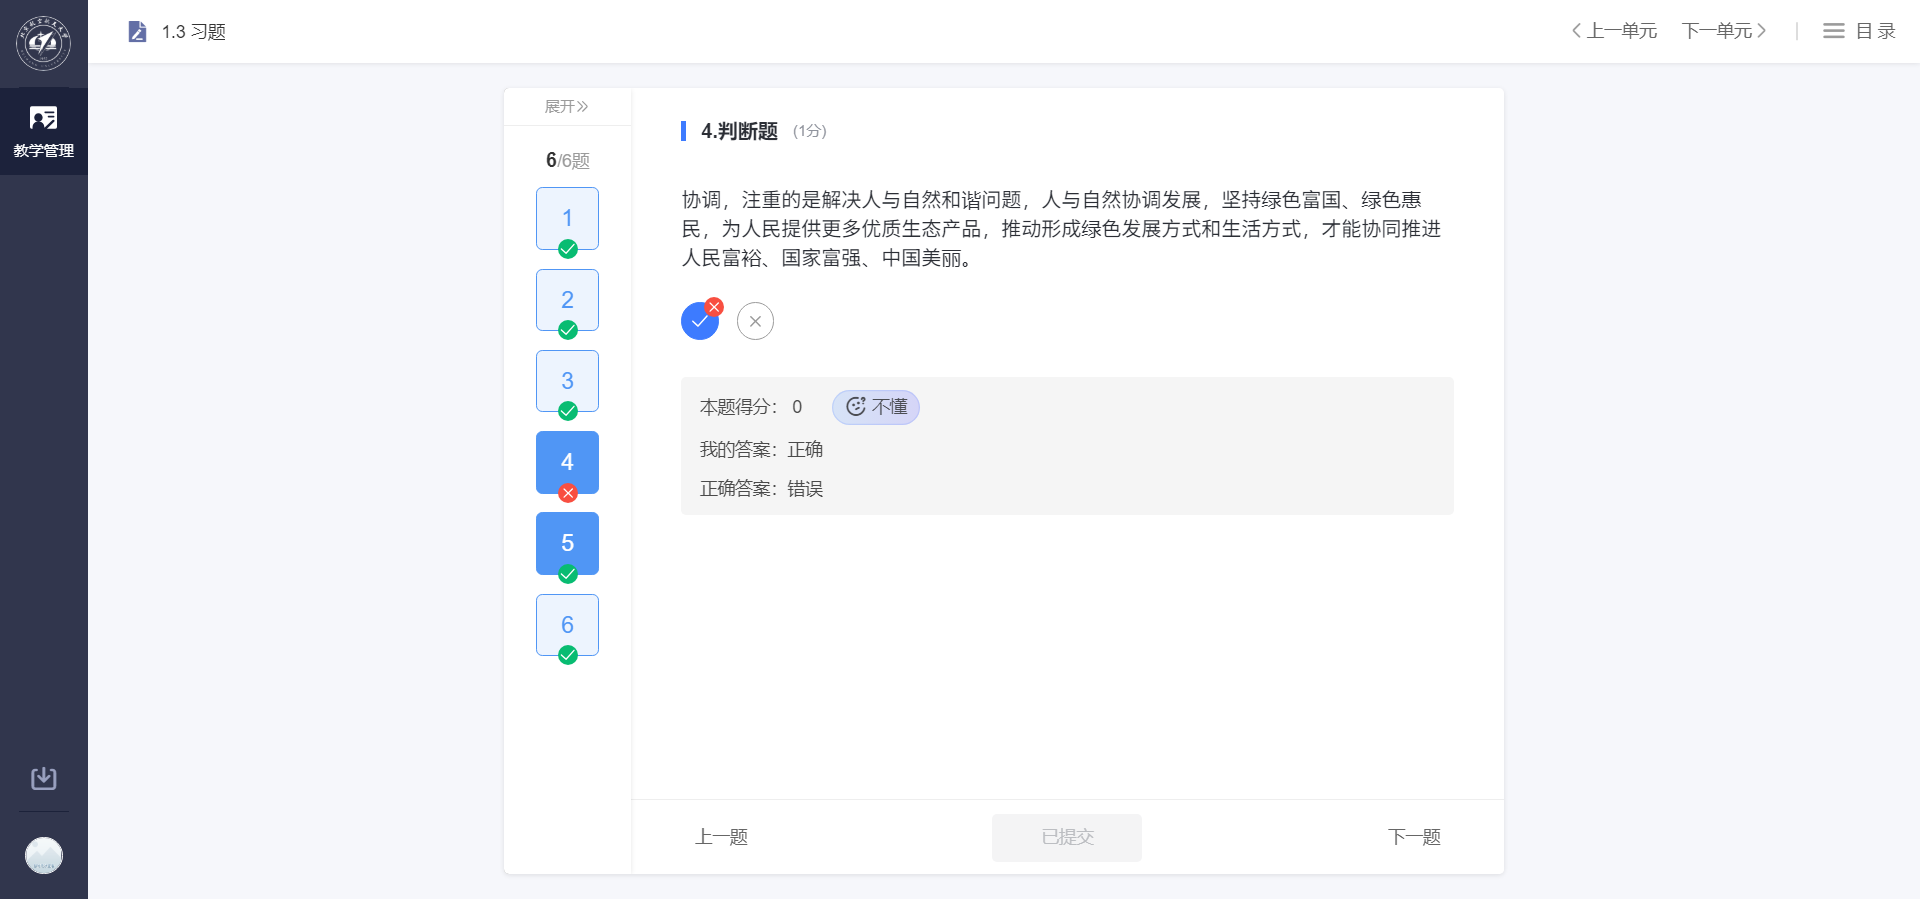 1.3 习题
上一单元 下一单元 目录
教学管理
展开
6/6题
1
2
3
4
5
6
4.判断题 (1分)
协调，注重的是解决人与自然和谐问题，人与自然协调发展，坚持绿色富国、绿色惠
民，为人民提供更多优质生态产品，推动形成绿色发展方式和生活方式，才能协同推进
人民富裕、国家富强、中国美丽。
本题得分： 0 不懂
我的答案：正确
正确答案：错误
上一题 已提交 下一题